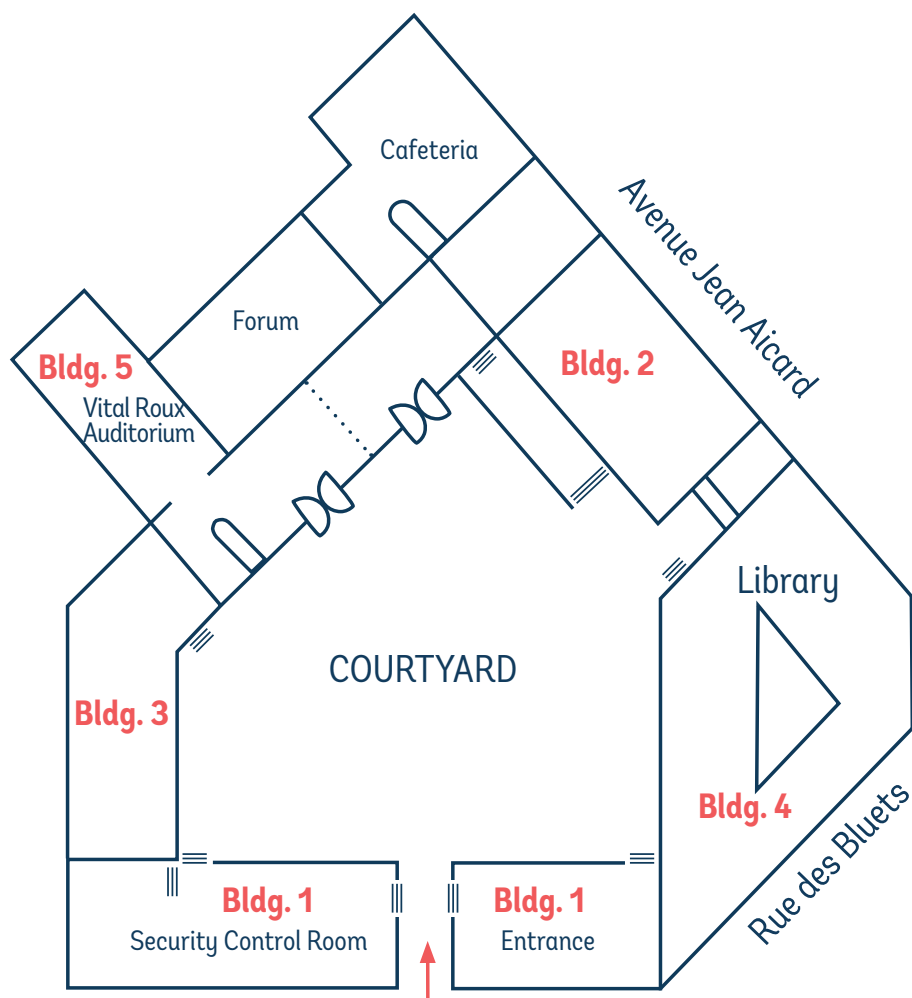 Cafeteria
Avenue Jean Aicard
Forum
Bldg. 2
Bldg. 5
Vital Roux
Auditorium
Library
COURTYARD
Bldg. 3
Bldg. 4
Rue des Bluets
Bldg. 1
Security Control Room
Bldg. 1
Entrance